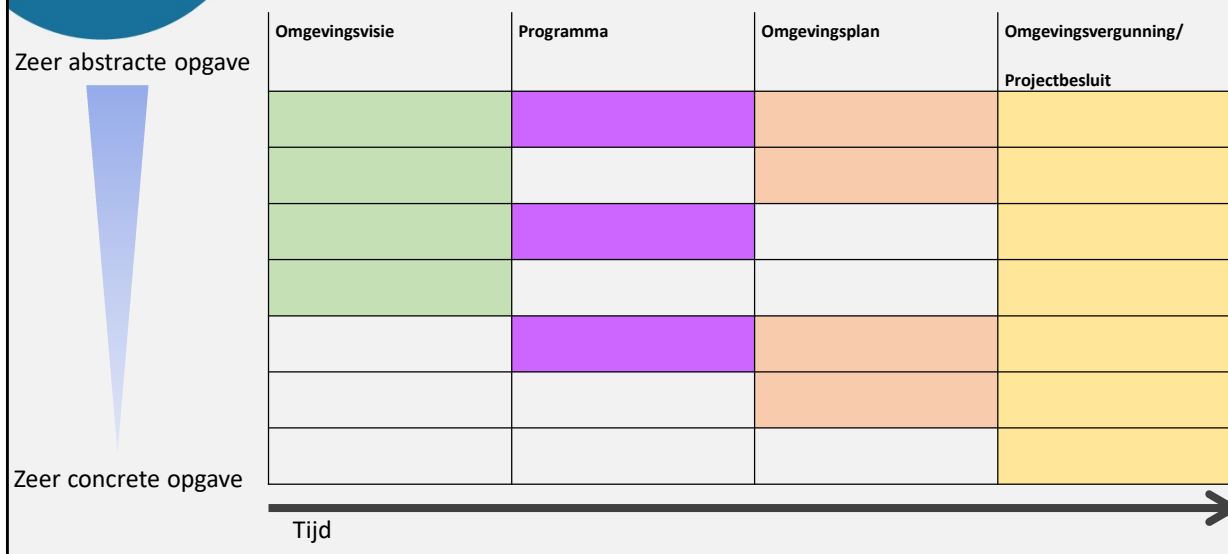 Omgevingsvisie
Programma
Omgevingsplan
Omgevingsvergunning/
Projectbesluit
Zeer abstracte opgave
Zeer concrete opgave
Tijd